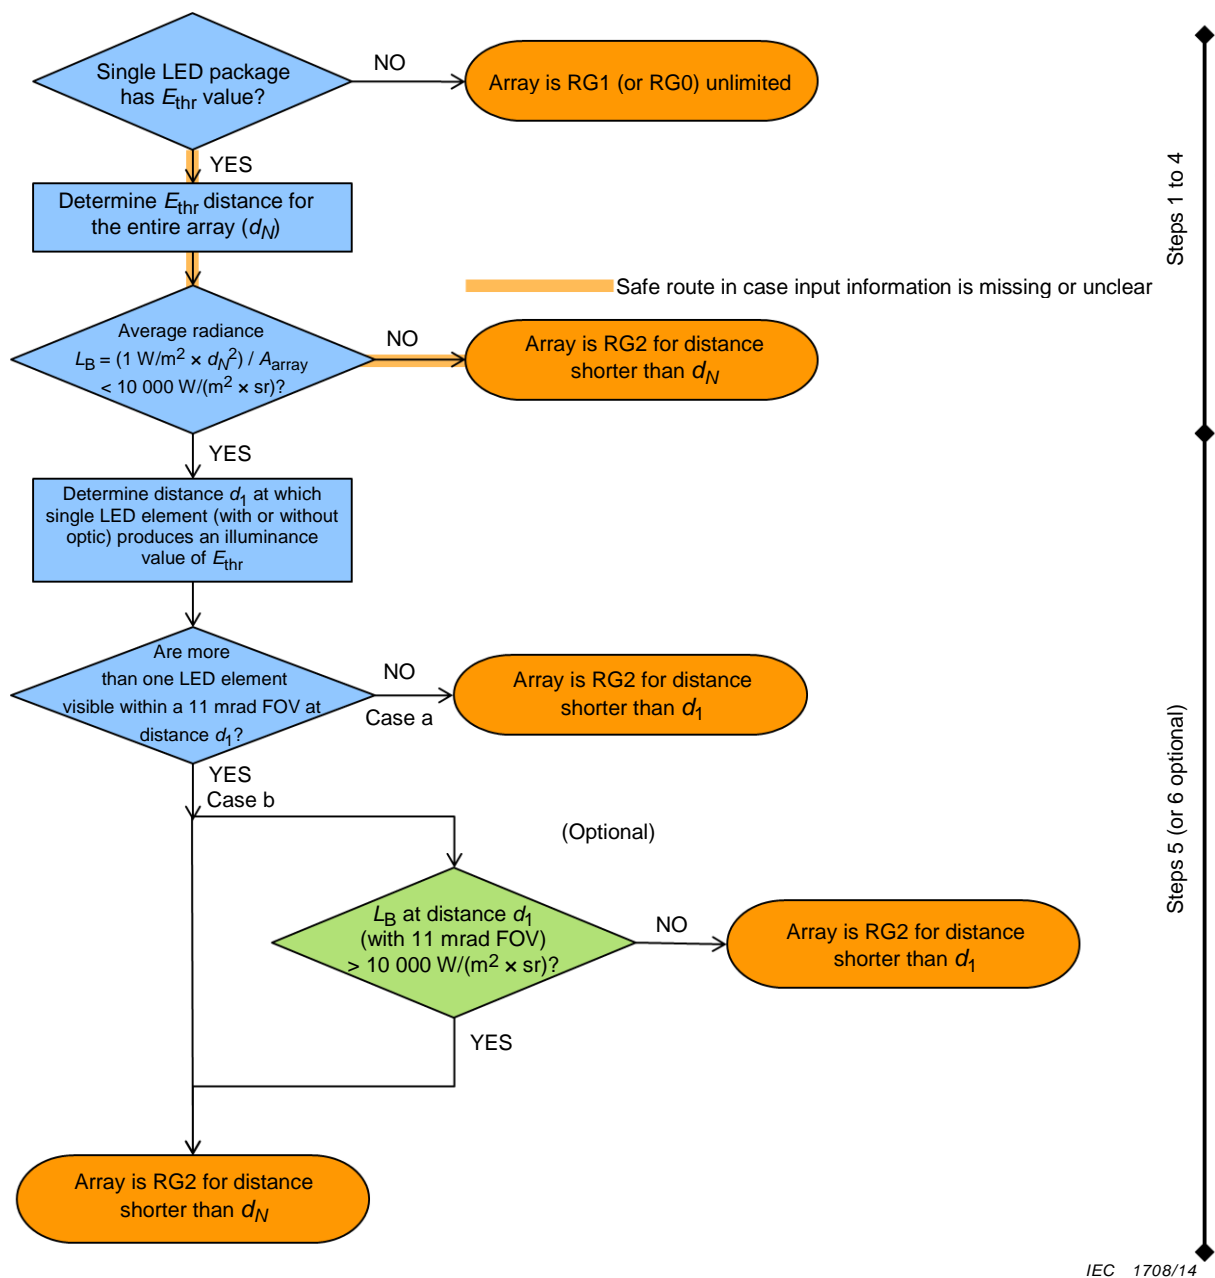 Single LED package
has Ethr value?
NO
Array is RG1 (or RG0) unlimited
YES
Determine Ethr distance for
the entire array (dN)
Safe route in case input information is missing or unclear
Average radiance
LB = (1 W/m² × dN²) / Aarray
< 10 000 W/(m² × sr)?
NO
Array is RG2 for distance
shorter than dN
YES
Determine distance d1 at which
single LED element (with or without
optic) produces an illuminance
value of Ethr
Are more
than one LED element
visible within a 11 mrad FOV at
distance d1?
NO
Case a
Array is RG2 for distance
shorter than d1
YES
Case b
(Optional)
LB at distance d1
(with 11 mrad FOV)
> 10 000 W/(m² × sr)?
NO
Array is RG2 for distance
shorter than d1
YES
Array is RG2 for distance
shorter than dN
Steps 1 to 4
Steps 5 (or 6 optional)
IEC 1708/14